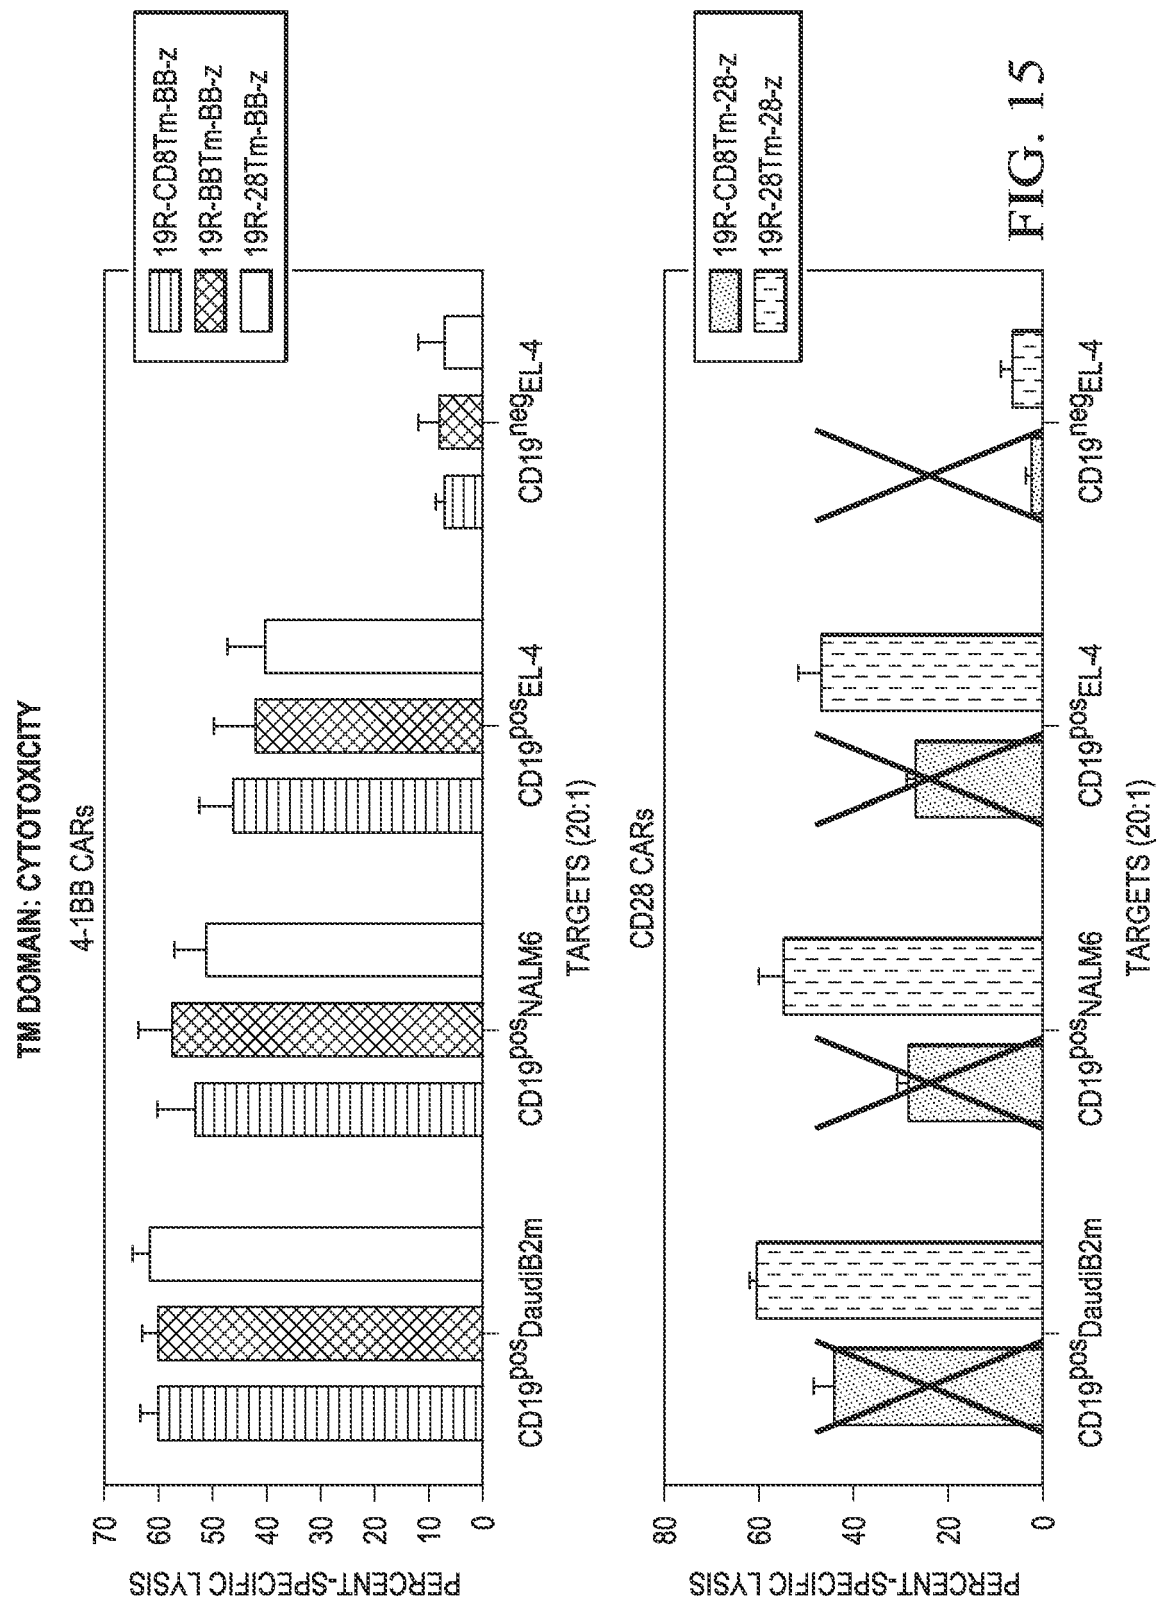 TM DOMAIN: CYTOTOXICITY
4-1BB CARs
PERCENT-SPECIFIC LYSIS
70
60
50
40
30
20
10
0
19R-CD8Tm-BB-z
19R-BBTm-BB-z
19R-28Tm-BB-z
CD19posDaudiB2m
CD19posNALM6
CD19posEL-4
CD19negEL-4
TARGETS (20:1)
CD28 CARs
PERCENT-SPECIFIC LYSIS
80
60
40
20
0
19R-CD8Tm-28-z
19R-28Tm-28-z
CD19posDaudiB2m
CD19posNALM6
CD19posEL-4
CD19negEL-4
TARGETS (20:1)
FIG. 15